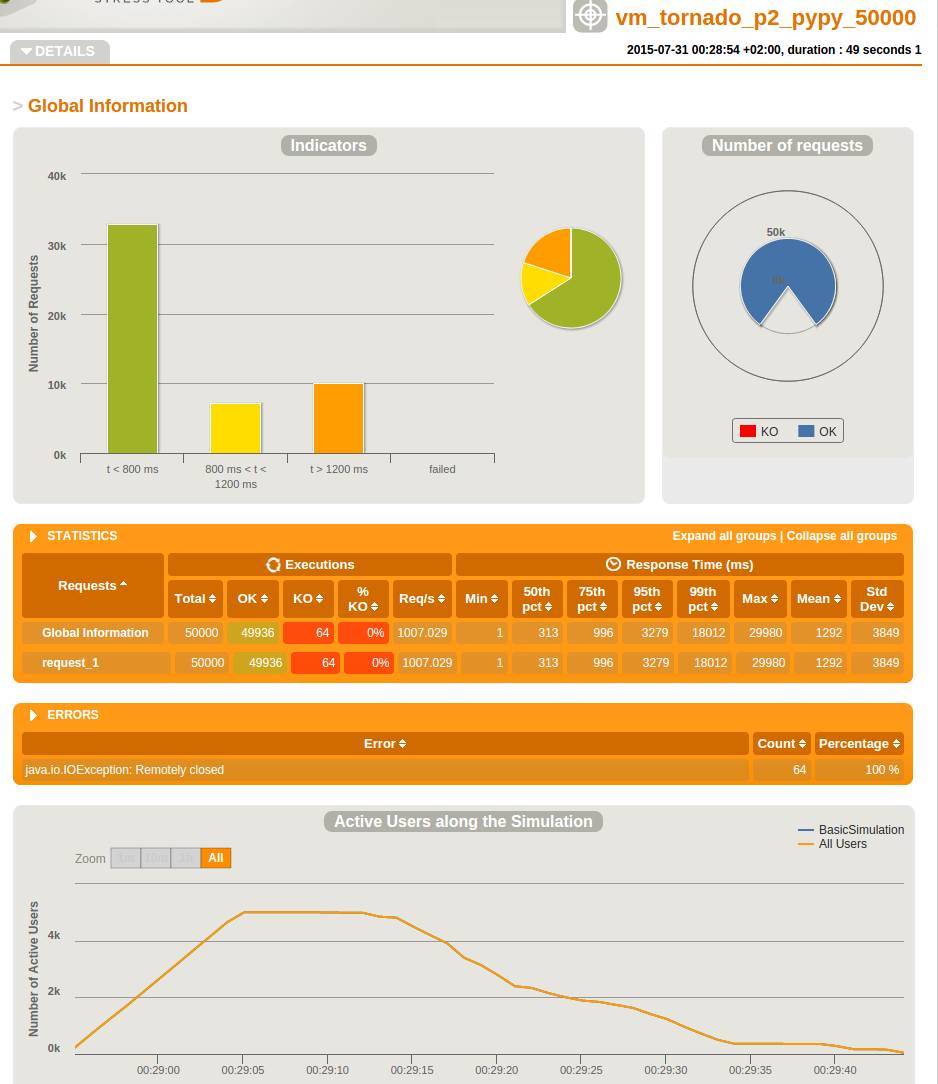 STRESS TOOL
vm_tornado_p2_pypy_50000
DETAILS
2015-07-31 00:28:54 +02:00, duration : 49 seconds 1
> Global Information
Indicators
40k
30k
20k
10k
0k
Number of Requests
t < 800 ms
800 ms < t <
1200 ms
t > 1200 ms
failed
Number of requests
50k
0k
KO OK
STATISTICS Expand all groups | Collapse all groups
Executions Response Time (ms)
Requests Total OK KO % KO Req/s Min 50th pct 75th pct 95th pct 99th pct Max Mean Std Dev
Global Information 50000 49936 64 0% 1007.029 1 313 996 3279 18012 29980 1292 3849
request_1 50000 49936 64 0% 1007.029 1 313 996 3279 18012 29980 1292 3849
ERRORS
Error Count Percentage
java.io.IOException: Remotely closed 64 100 %
Active Users along the Simulation
BasicSimulation
All Users
Zoom 1m 10m 1h All
Number of Active Users
4k
2k
0k
00:29:00 00:29:05 00:29:10 00:29:15 00:29:20 00:29:25 00:29:30 00:29:35 00:29:40